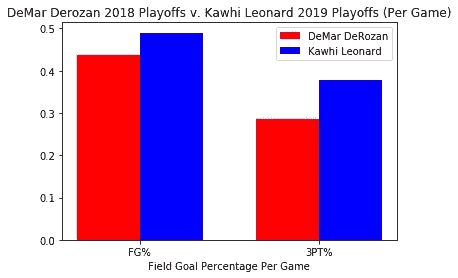 DeMar Derozan 2018 Playoffs v. Kawhi Leonard 2019 Playoffs (Per Game)
DeMar DeRozan
Kawhi Leonard
0.5
0.4
0.3
0.2
0.1
0.0
FG%
3PT%
Field Goal Percentage Per Game